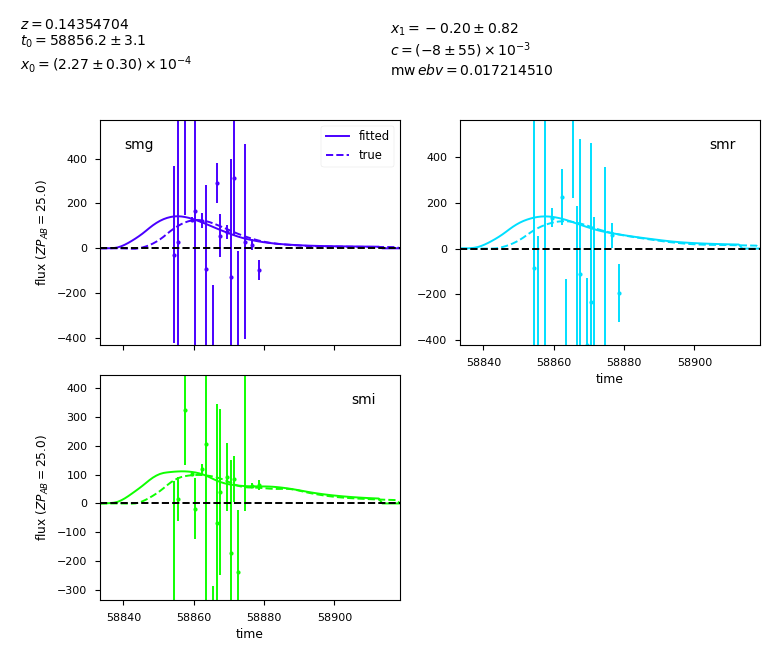 z = 0.14354704
t₀ = 58856.2 ± 3.1
x₀ = (2.27 ± 0.30) × 10⁻⁴
x₁ = −0.20 ± 0.82
c = (−8 ± 55) × 10⁻³
mw ebv = 0.017214510
smg
fitted
true
400
200
0
−200
−400
flux (ZP_AB = 25.0)
smr
400
200
0
−200
−400
58840 58860 58880 58900
time
smi
400
300
200
100
0
−100
−200
−300
flux (ZP_AB = 25.0)
58840 58860 58880 58900
time